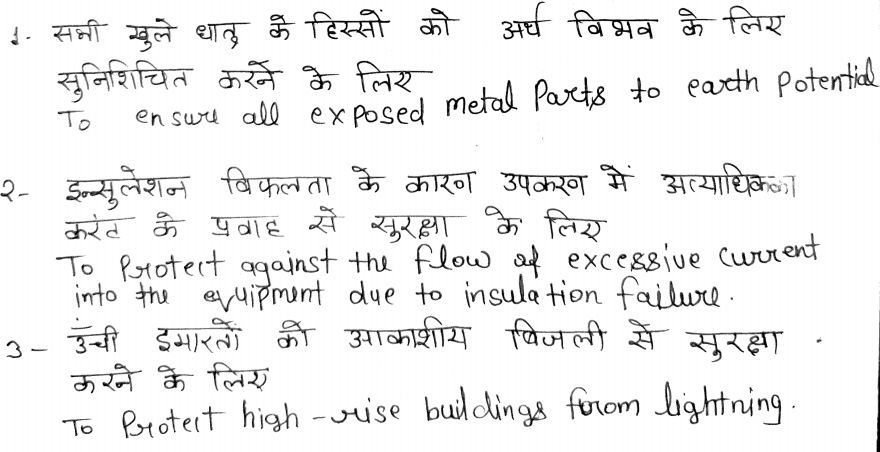 1. सभी खुले धातु के हिस्सों को अर्थ विभव के लिए
सुनिशिचित करने के लिए
To ensure all exposed metal Parts to earth Potential
2- इन्सुलेशन विफलता के कारण उपकरण में अत्याधिक
करंट के प्रवाह से सुरक्षा के लिए
To Protect against the flow of excessive current
into the equipment due to insulation failure.
3- उँची इमारतों को आकाशीय बिजली से सुरक्षा
करने के लिए
To Protect high-rise buildings from lightning.